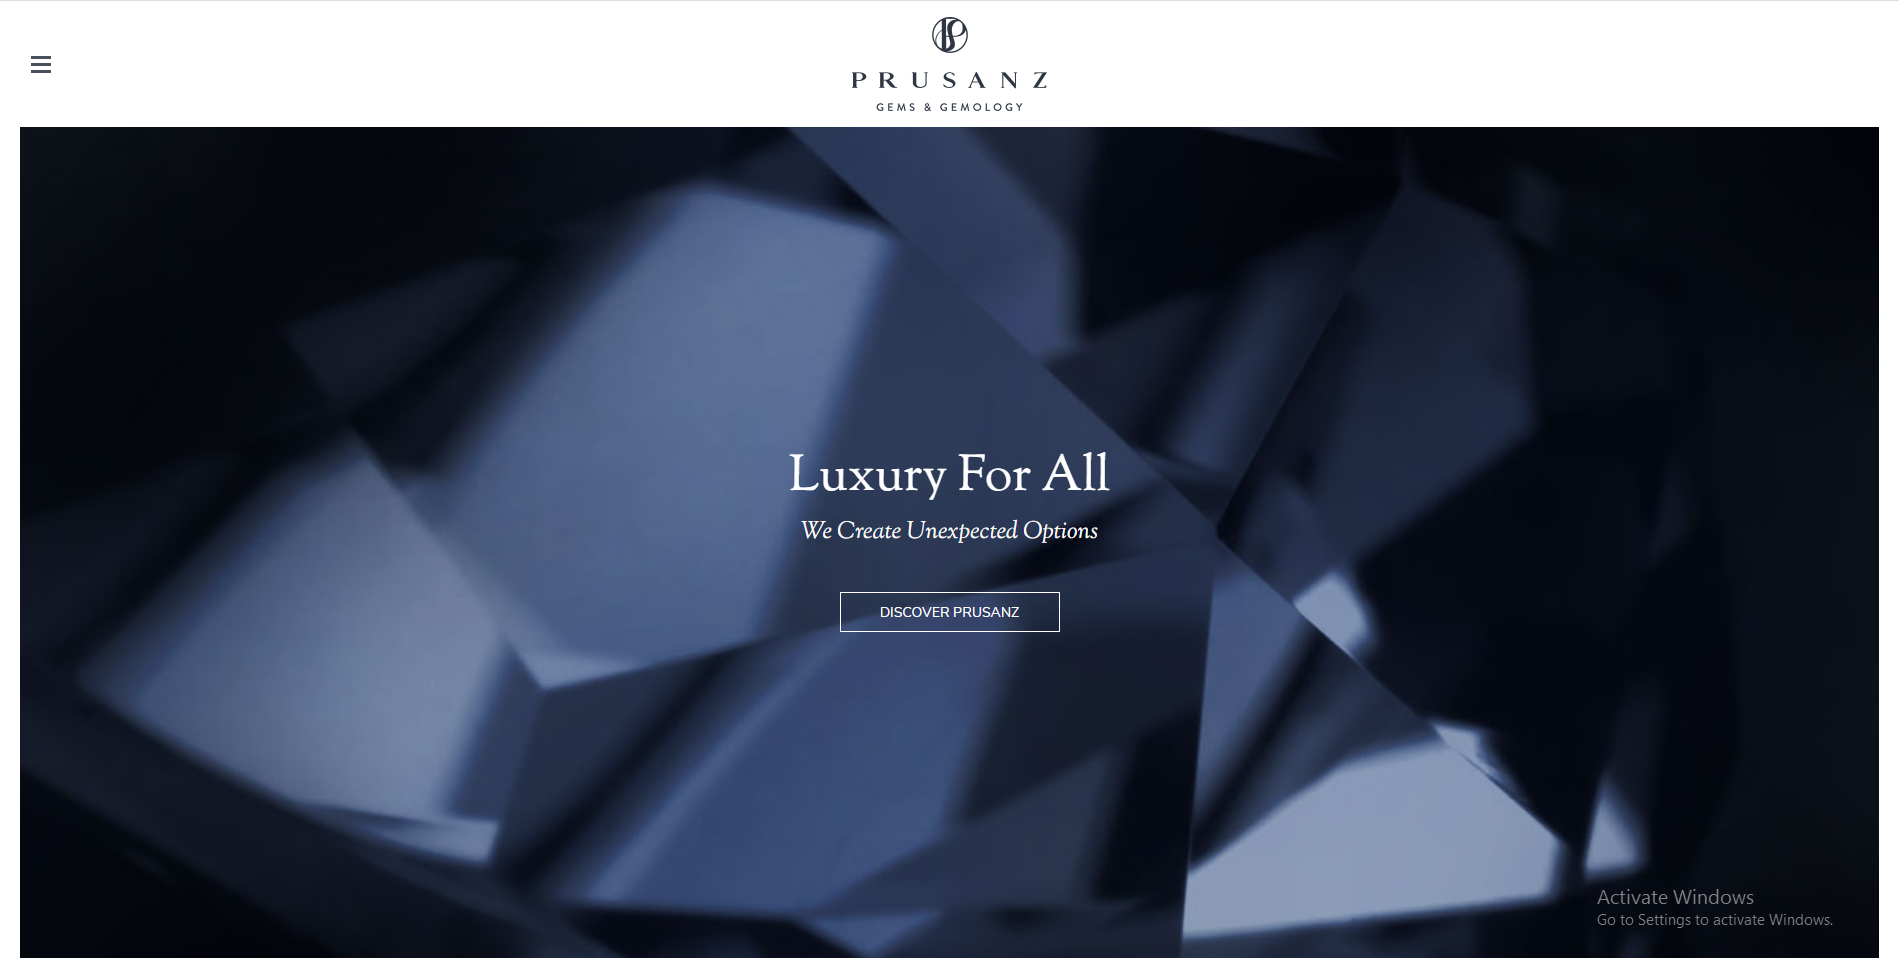 PRUSANZ
GEMS & GEMOLOGY
Luxury For All
We Create Unexpected Options
DISCOVER PRUSANZ
Activate Windows
Go to Settings to activate Windows.